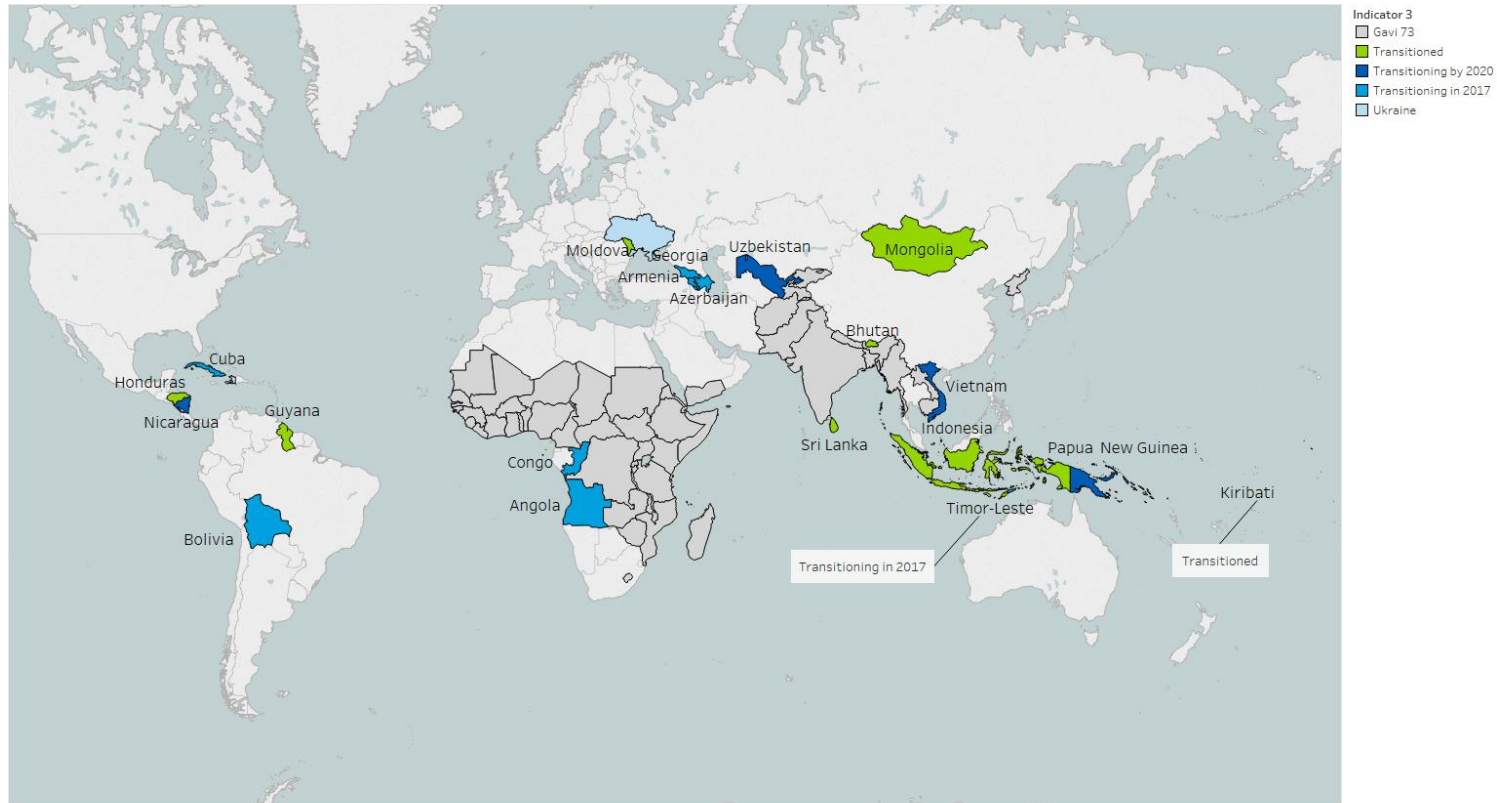 Indicator 3
Gavi 73
Transitioned
Transitioning by 2020
Transitioning in 2017
Ukraine
Mongolia
Uzbekistan
Moldova
Georgia
Armenia
Azerbaijan
Bhutan
Cuba
Honduras
Nicaragua
Guyana
Vietnam
Indonesia
Sri Lanka
Papua New Guinea
Congo
Angola
Bolivia
Timor-Leste
Kiribati
Transitioning in 2017
Transitioned